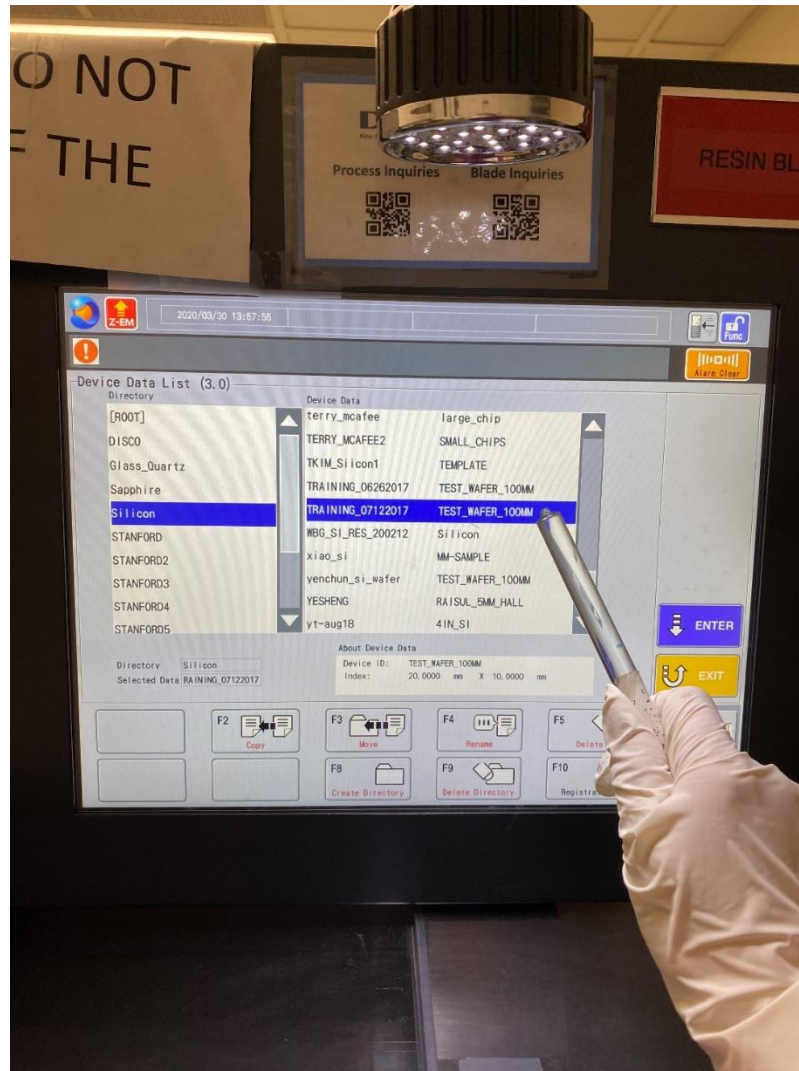 O NOT
THE
Process Inquiries Blade Inquiries
RESIN BL
Z-EM
2020/03/30 13:57:55
Func
Alarm Clear
Device Data List (3.0)
Directory
[ROOT]
DISCO
Glass_Quartz
Sapphire
Silicon
STANFORD
STANFORD2
STANFORD3
STANFORD4
STANFORD5
Device Data
terry_mcafee large_chip
TERRY_MCAFEE2 SMALL_CHIPS
TKIM_Silicon1 TEMPLATE
TRAINING_06262017 TEST_WAFER_100MM
TRAINING_07122017 TEST_WAFER_100MM
WBG_SI_RES_200212 Silicon
xiao_si MM-SAMPLE
yenchun_si_wafer TEST_WAFER_100MM
YESHENG RAISUL_5MM_HALL
yt-aug18 4IN_SI
ENTER
EXIT
Directory Silicon
Selected Data RAINING_07122017
About Device Data
Device ID: TEST_WAFER_100MM
Index: 20.0000 mm X 10.0000 mm
F2 Copy
F3 Move
F4 Rename
F5 Delete
F8 Create Directory
F9 Delete Directory
F10 Registra